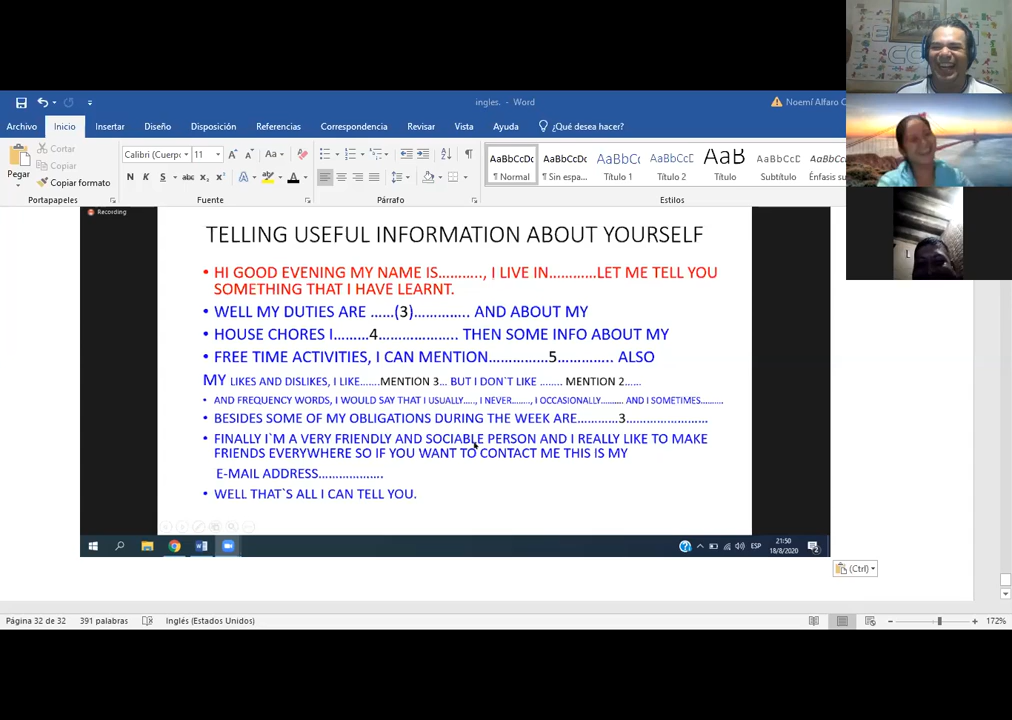 ingles. - Word
Noemí Alfaro C
Archivo Inicio Insertar Diseño Disposición Referencias Correspondencia Revisar Vista Ayuda ¿Qué desea hacer?
Pegar
Cortar
Copiar
Copiar formato
Portapapeles
Calibri (Cuerp 11
Fuente
Párrafo
AaBbCcDc AaBbCcDc AaBbCc AaBbCcD AaB AaBbCcD AaBbCcDc
¶ Normal ¶ Sin espa... Título 1 Título 2 Título Subtítulo Énfasis su
Estilos
Recording
TELLING USEFUL INFORMATION ABOUT YOURSELF
• HI GOOD EVENING MY NAME IS……….., I LIVE IN…………LET ME TELL YOU
SOMETHING THAT I HAVE LEARNT.
• WELL MY DUTIES ARE ……(3)………….. AND ABOUT MY
• HOUSE CHORES I………4……………….. THEN SOME INFO ABOUT MY
• FREE TIME ACTIVITIES, I CAN MENTION……………5………….. ALSO
MY LIKES AND DISLIKES, I LIKE…….MENTION 3… BUT I DON`T LIKE …….. MENTION 2……
• AND FREQUENCY WORDS, I WOULD SAY THAT I USUALLY….., I NEVER…….., I OCCASIONALLY………. AND I SOMETIMES………
• BESIDES SOME OF MY OBLIGATIONS DURING THE WEEK ARE…………3……………………
• FINALLY I`M A VERY FRIENDLY AND SOCIABLE PERSON AND I REALLY LIKE TO MAKE
FRIENDS EVERYWHERE SO IF YOU WANT TO CONTACT ME THIS IS MY
E-MAIL ADDRESS……………….
• WELL THAT`S ALL I CAN TELL YOU.
ESP
21:50
18/8/2020
(Ctrl)
Página 32 de 32 391 palabras Inglés (Estados Unidos) 172%